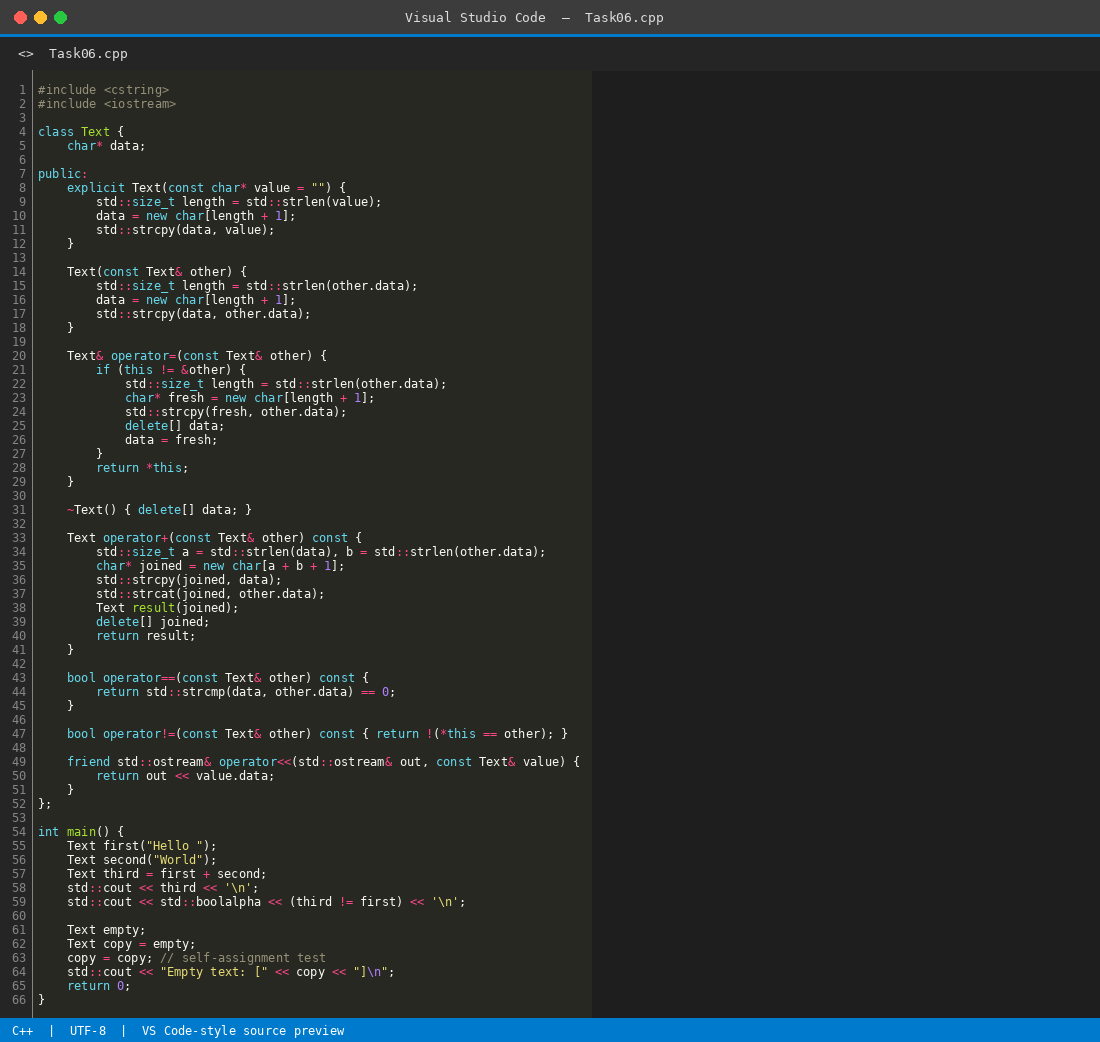 Visual Studio Code — Task06.cpp
<> Task06.cpp
1 #include <cstring>
2 #include <iostream>
3
4 class Text {
5     char* data;
6
7 public:
8     explicit Text(const char* value = "") {
9         std::size_t length = std::strlen(value);
10         data = new char[length + 1];
11         std::strcpy(data, value);
12     }
13
14     Text(const Text& other) {
15         std::size_t length = std::strlen(other.data);
16         data = new char[length + 1];
17         std::strcpy(data, other.data);
18     }
19
20     Text& operator=(const Text& other) {
21         if (this != &other) {
22             std::size_t length = std::strlen(other.data);
23             char* fresh = new char[length + 1];
24             std::strcpy(fresh, other.data);
25             delete[] data;
26             data = fresh;
27         }
28         return *this;
29     }
30
31     ~Text() { delete[] data; }
32
33     Text operator+(const Text& other) const {
34         std::size_t a = std::strlen(data), b = std::strlen(other.data);
35         char* joined = new char[a + b + 1];
36         std::strcpy(joined, data);
37         std::strcat(joined, other.data);
38         Text result(joined);
39         delete[] joined;
40         return result;
41     }
42
43     bool operator==(const Text& other) const {
44         return std::strcmp(data, other.data) == 0;
45     }
46
47     bool operator!=(const Text& other) const { return !(*this == other); }
48
49     friend std::ostream& operator<<(std::ostream& out, const Text& value) {
50         return out << value.data;
51     }
52 };
53
54 int main() {
55     Text first("Hello ");
56     Text second("World");
57     Text third = first + second;
58     std::cout << third << '\n';
59     std::cout << std::boolalpha << (third != first) << '\n';
60
61     Text empty;
62     Text copy = empty;
63     copy = copy; // self-assignment test
64     std::cout << "Empty text: [" << copy << "]\n";
65     return 0;
66 }
C++ | UTF-8 | VS Code-style source preview